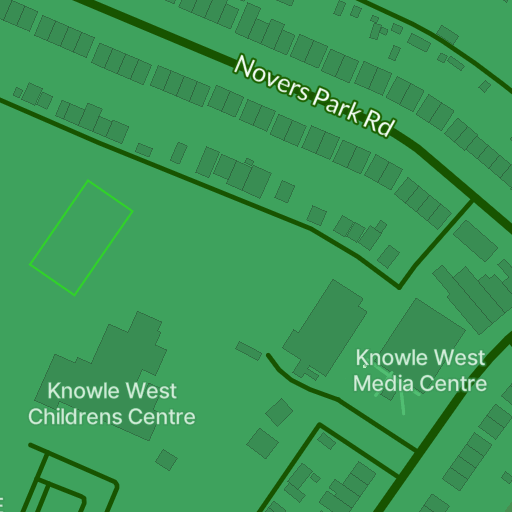 Novers Park Rd
Knowle West
Media Centre
Knowle West
Childrens Centre